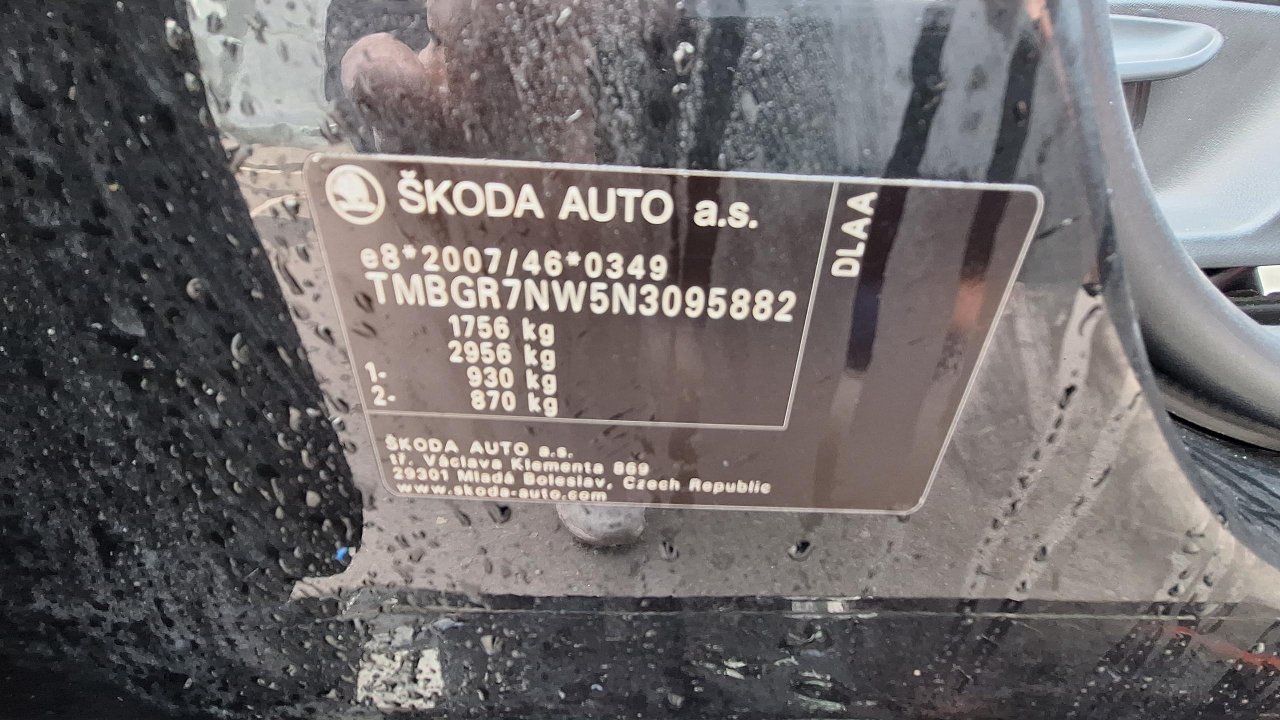 ŠKODA AUTO a.s.
DLAA
e8*2007/46*0349
TMBGR7NW5N3095882
1756 kg
2956 kg
1- 930 kg
2- 870 kg
ŠKODA AUTO a.s.
tř. Václava Klementa 869
29301 Mladá Boleslav, Czech Republic
www.skoda-auto.com